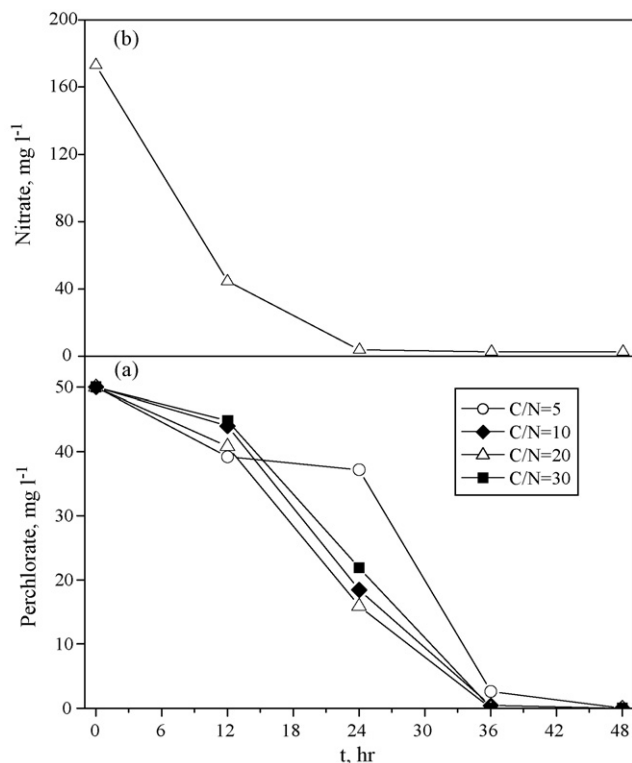 (b)
200
160
120
80
40
0
Nitrate, mg l-1
(a)
50
40
30
20
10
0
Perchlorate, mg l-1
C/N=5
C/N=10
C/N=20
C/N=30
0 6 12 18 24 30 36 42 48
t, hr